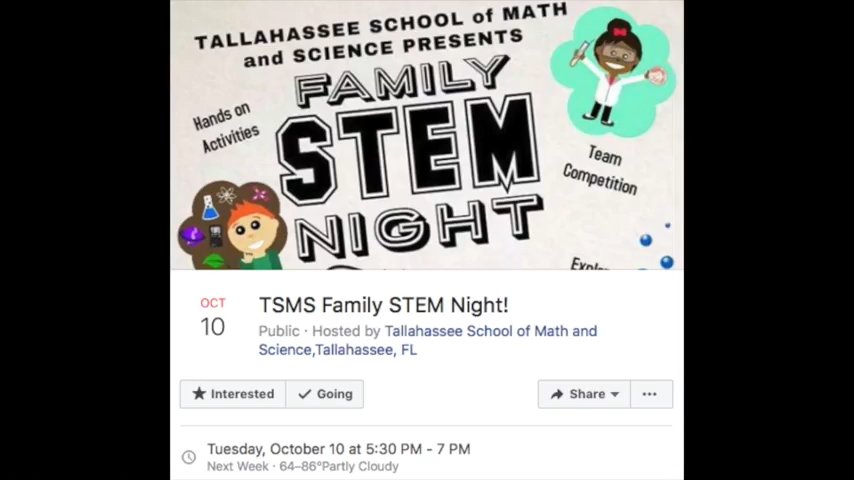 TALLAHASSEE SCHOOL of MATH
and SCIENCE PRESENTS
FAMILY
STEM
NIGHT
Hands on
Activities
Team
Competition
OCT
10
TSMS Family STEM Night!
Public · Hosted by Tallahassee School of Math and
Science,Tallahassee, FL
Interested
Going
Share
Tuesday, October 10 at 5:30 PM - 7 PM
Next Week · 64–86°Partly Cloudy